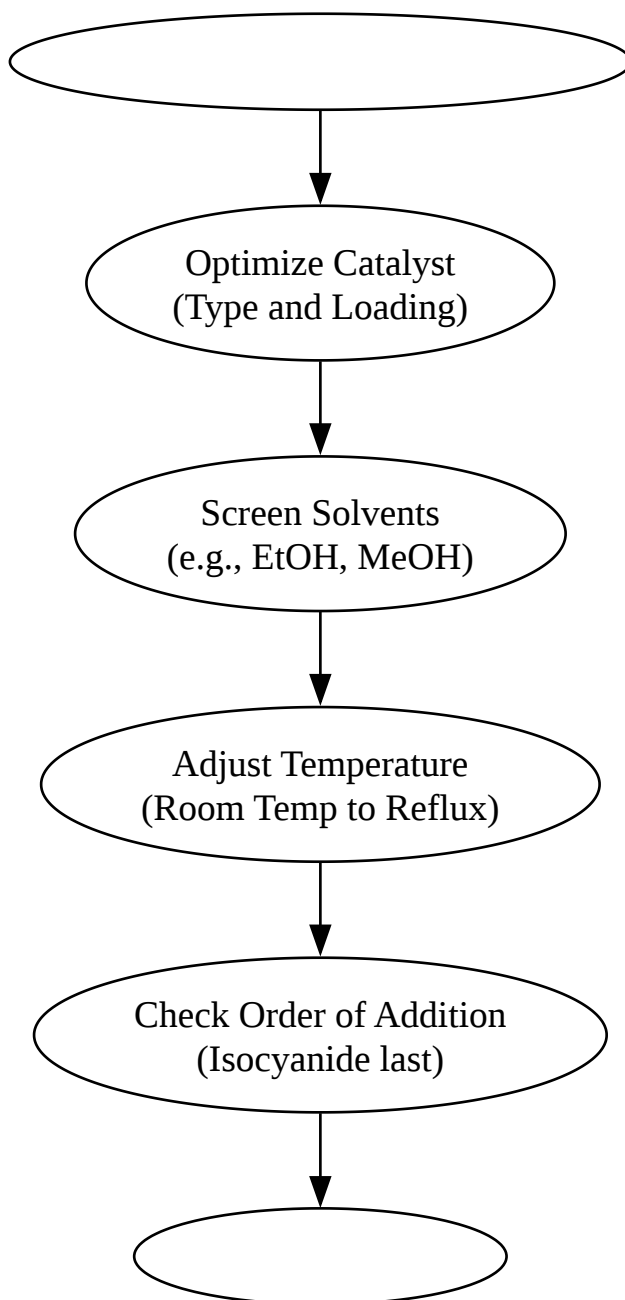 Optimize Catalyst
(Type and Loading)
Screen Solvents
(e.g., EtOH, MeOH)
Adjust Temperature
(Room Temp to Reflux)
Check Order of Addition
(Isocyanide last)